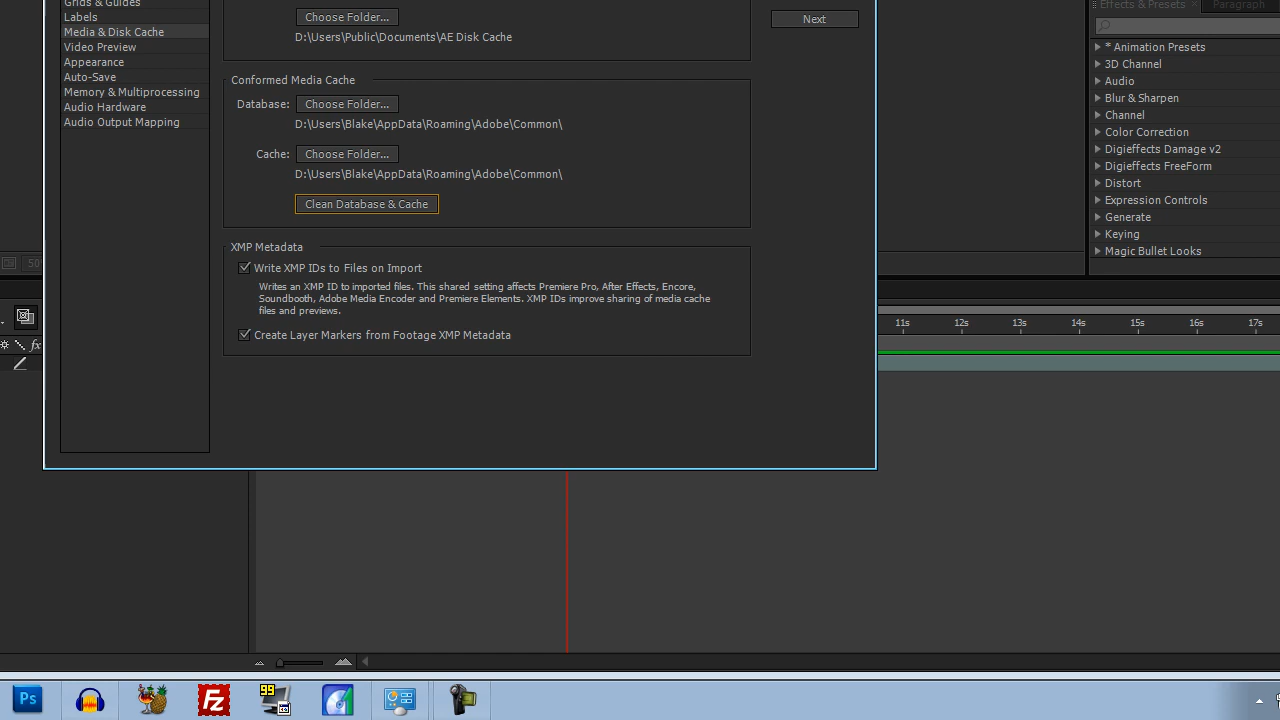 Grids & Guides
Labels
Media & Disk Cache
Video Preview
Appearance
Auto-Save
Memory & Multiprocessing
Audio Hardware
Audio Output Mapping
Choose Folder...
D:\Users\Public\Documents\AE Disk Cache
Conformed Media Cache
Database: Choose Folder...
D:\Users\Blake\AppData\Roaming\Adobe\Common\
Cache: Choose Folder...
D:\Users\Blake\AppData\Roaming\Adobe\Common\
Clean Database & Cache
XMP Metadata
Write XMP IDs to Files on Import
Writes an XMP ID to imported files. This shared setting affects Premiere Pro, After Effects, Encore,
Soundbooth, Adobe Media Encoder and Premiere Elements. XMP IDs improve sharing of media cache
files and previews.
Create Layer Markers from Footage XMP Metadata
Next
Effects & Presets × Paragraph
* Animation Presets
3D Channel
Audio
Blur & Sharpen
Channel
Color Correction
Digieffects Damage v2
Digieffects FreeForm
Distort
Expression Controls
Generate
Keying
Magic Bullet Looks
fx
11s 12s 13s 14s 15s 16s 17s
Ps Fz 99